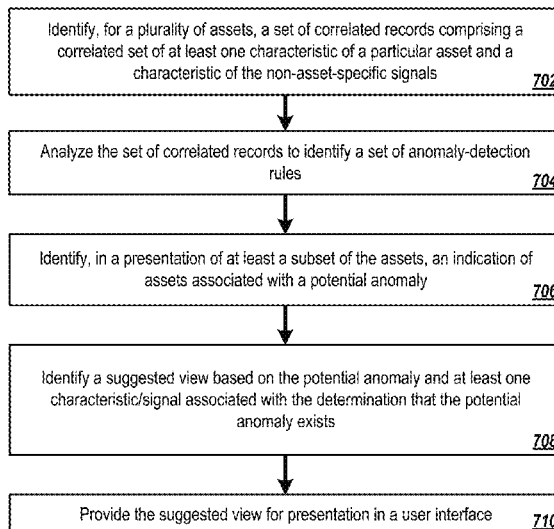 Identify, for a plurality of assets, a set of correlated records comprising a
correlated set of at least one characteristic of a particular asset and a
characteristic of the non-asset-specific signals
702
Analyze the set of correlated records to identify a set of anomaly-detection
rules
704
Identify, in a presentation of at least a subset of the assets, an indication of
assets associated with a potential anomaly
706
Identify a suggested view based on the potential anomaly and at least one
characteristic/signal associated with the determination that the potential
anomaly exists
708
Provide the suggested view for presentation in a user interface
710